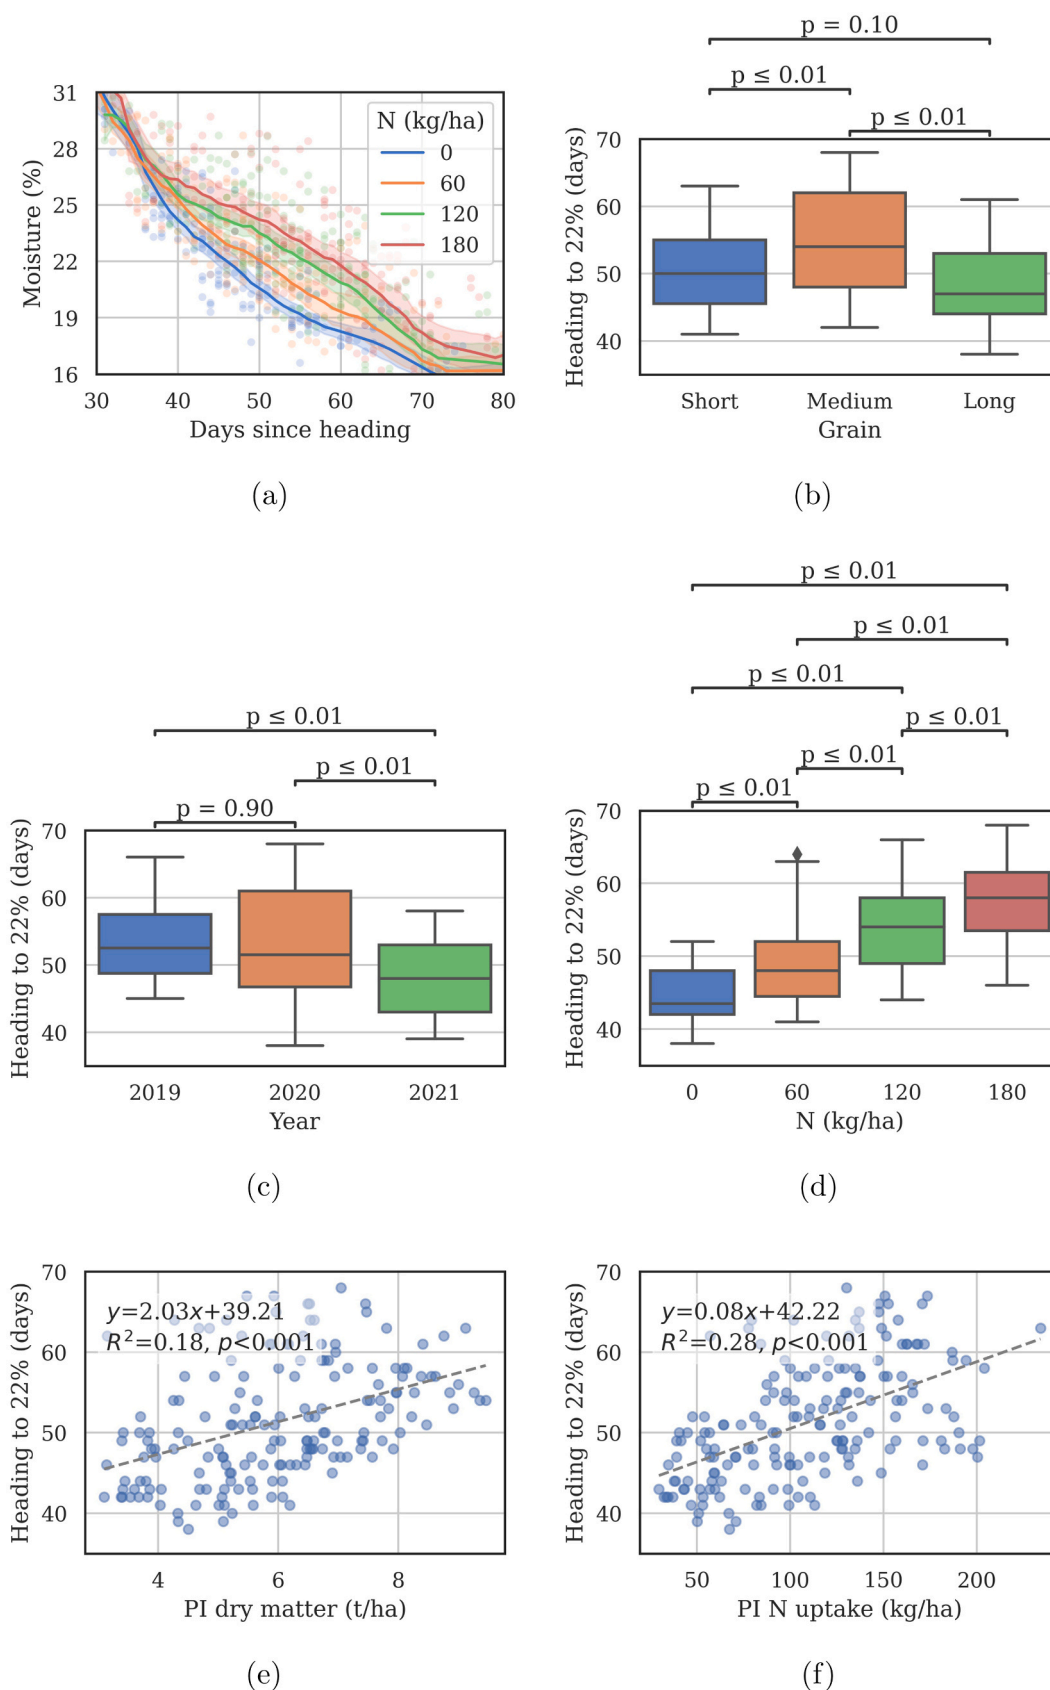 p = 0.10
p ≤ 0.01
p ≤ 0.01
31
28
25
22
19
16
Moisture (%)
N (kg/ha)
0
60
120
180
30 40 50 60 70 80
Days since heading
(a)
70
60
50
40
Heading to 22% (days)
Short Medium Long
Grain
(b)
p ≤ 0.01
p ≤ 0.01
p = 0.90
70
60
50
40
Heading to 22% (days)
2019 2020 2021
Year
(c)
p ≤ 0.01
p ≤ 0.01
p ≤ 0.01
p ≤ 0.01
p ≤ 0.01
p ≤ 0.01
70
60
50
40
Heading to 22% (days)
0 60 120 180
N (kg/ha)
(d)
70
60
50
40
Heading to 22% (days)
y=2.03x+39.21
R²=0.18, p<0.001
4 6 8
PI dry matter (t/ha)
(e)
70
60
50
40
Heading to 22% (days)
y=0.08x+42.22
R²=0.28, p<0.001
50 100 150 200
PI N uptake (kg/ha)
(f)